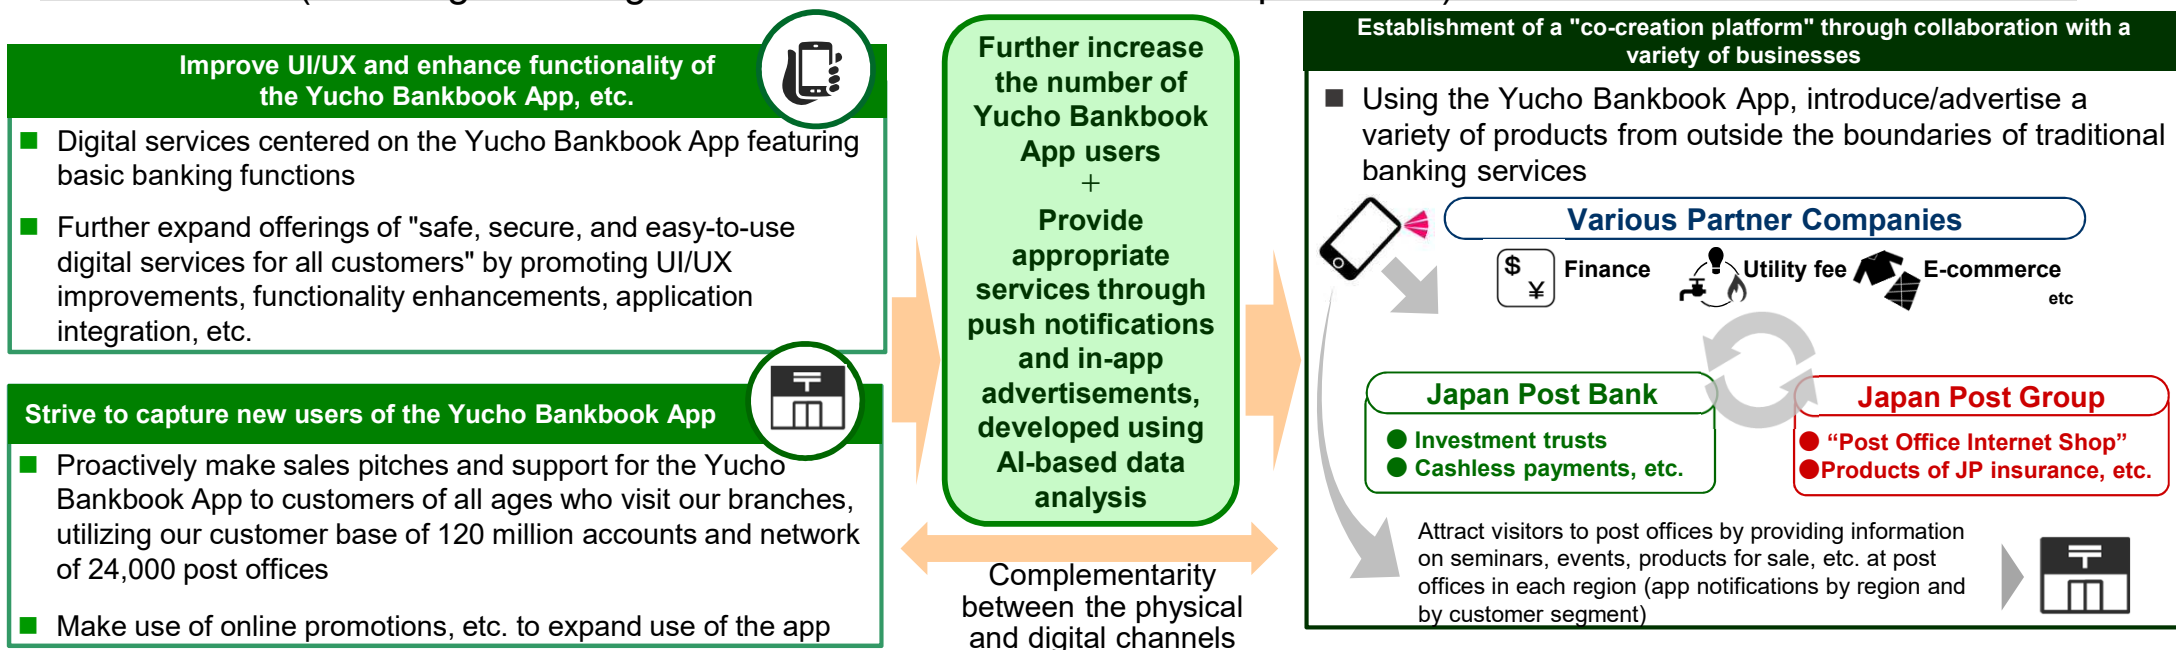 Improve UI/UX and enhance functionality of
the Yucho Bankbook App, etc.
■ Digital services centered on the Yucho Bankbook App featuring
basic banking functions
■ Further expand offerings of "safe, secure, and easy-to-use
digital services for all customers" by promoting UI/UX
improvements, functionality enhancements, application
integration, etc.
Strive to capture new users of the Yucho Bankbook App
■ Proactively make sales pitches and support for the Yucho
Bankbook App to customers of all ages who visit our branches,
utilizing our customer base of 120 million accounts and network
of 24,000 post offices
■ Make use of online promotions, etc. to expand use of the app
Further increase
the number of
Yucho Bankbook
App users
+
Provide
appropriate
services through
push notifications
and in-app
advertisements,
developed using
AI-based data
analysis
Complementarity
between the physical
and digital channels
Establishment of a "co-creation platform" through collaboration with a
variety of businesses
■ Using the Yucho Bankbook App, introduce/advertise a
variety of products from outside the boundaries of traditional
banking services
Various Partner Companies
$ ¥ Finance
Utility fee
E-commerce
etc
Japan Post Bank
● Investment trusts
● Cashless payments, etc.
Japan Post Group
● “Post Office Internet Shop”
● Products of JP insurance, etc.
Attract visitors to post offices by providing information
on seminars, events, products for sale, etc. at post
offices in each region (app notifications by region and
by customer segment)